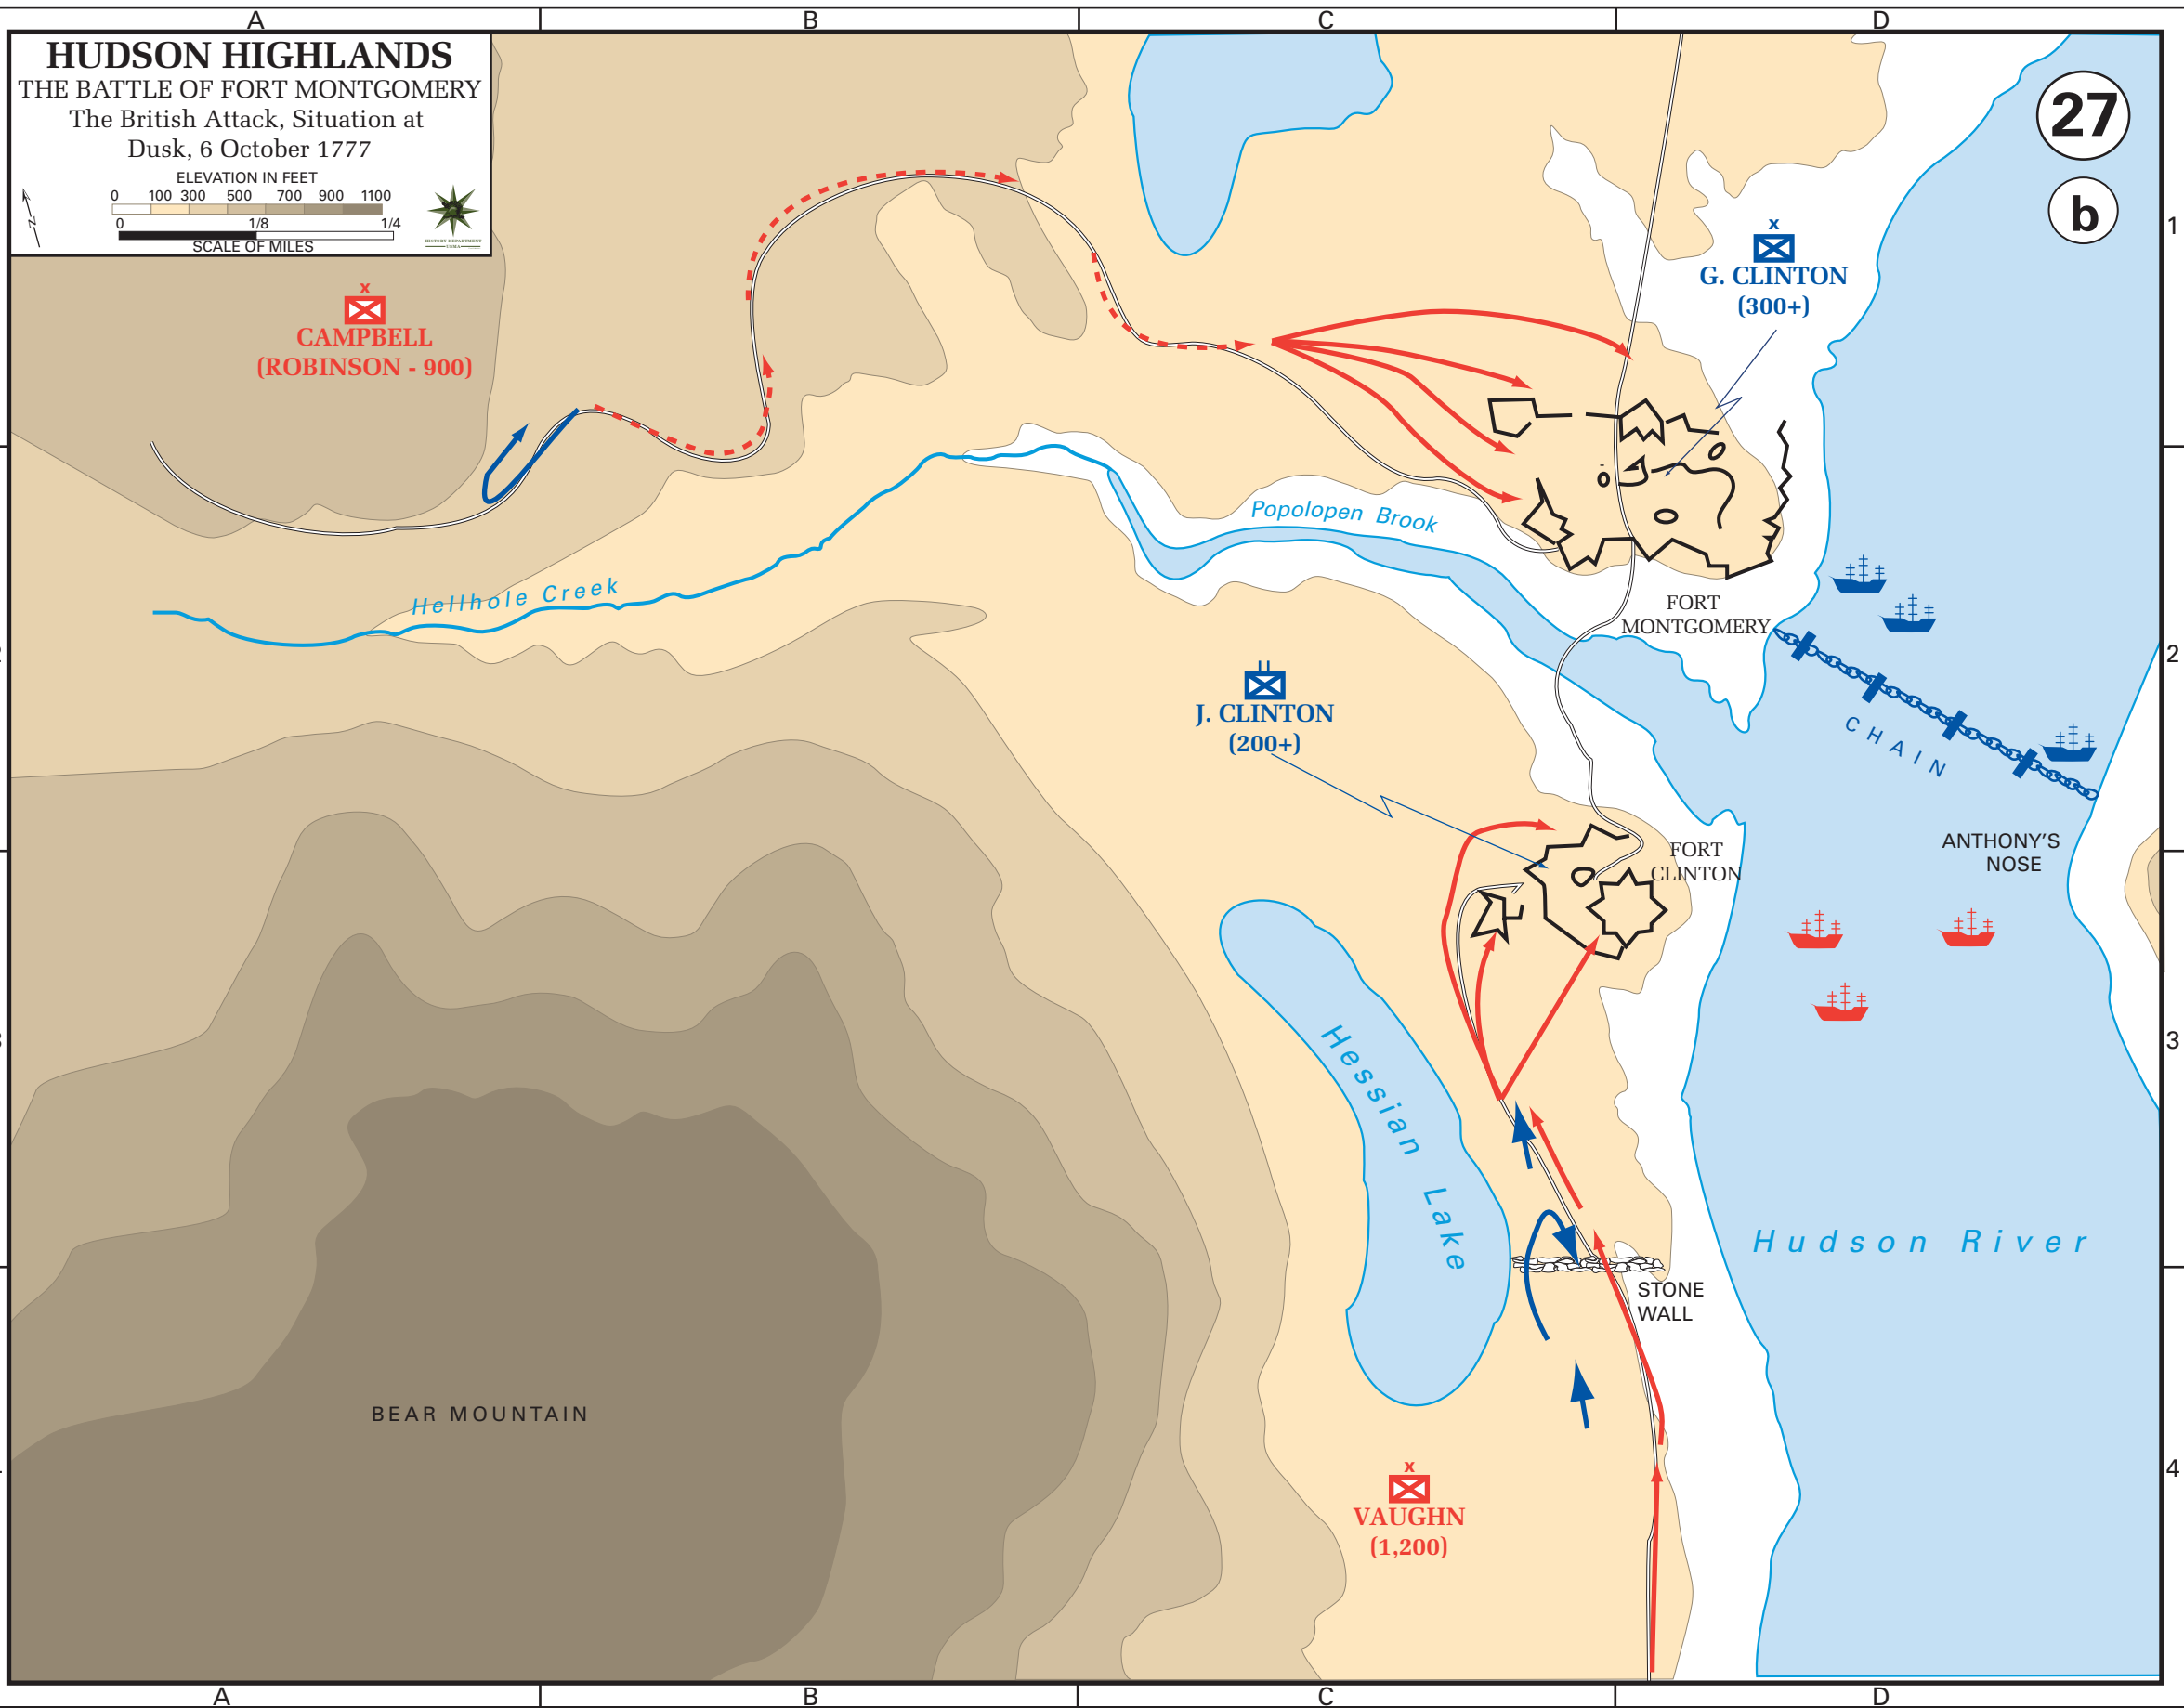 A B C D
HUDSON HIGHLANDS
THE BATTLE OF FORT MONTGOMERY
The British Attack, Situation at
Dusk, 6 October 1777
ELEVATION IN FEET
0 100 300 500 700 900 1100
0 1/8 1/4
SCALE OF MILES
N
HISTORY DEPARTMENT
USMA
27
b
1
X
G. CLINTON
(300+)
X
CAMPBELL
(ROBINSON - 900)
Popolopen Brook
Hellhole Creek
FORT
MONTGOMERY
2
J. CLINTON
(200+)
CHAIN
ANTHONY'S
NOSE
FORT
CLINTON
3
Hessian Lake
Hudson River
STONE
WALL
BEAR MOUNTAIN
4
X
VAUGHN
(1,200)
A B C D